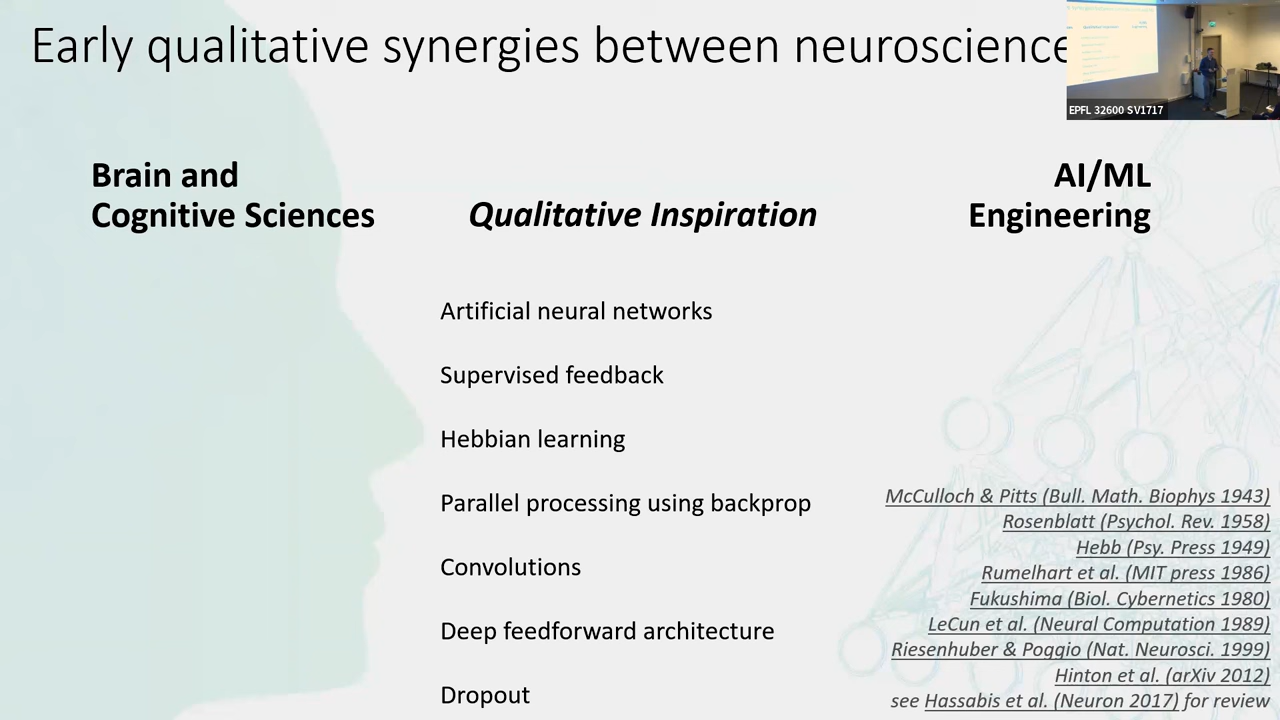 Early qualitative synergies between neuroscience
EPFL 32600 SV1717
Brain and
Cognitive Sciences
Qualitative Inspiration
AI/ML
Engineering
Artificial neural networks
Supervised feedback
Hebbian learning
Parallel processing using backprop
Convolutions
Deep feedforward architecture
Dropout
McCulloch & Pitts (Bull. Math. Biophys 1943)
Rosenblatt (Psychol. Rev. 1958)
Hebb (Psy. Press 1949)
Rumelhart et al. (MIT press 1986)
Fukushima (Biol. Cybernetics 1980)
LeCun et al. (Neural Computation 1989)
Riesenhuber & Poggio (Nat. Neurosci. 1999)
Hinton et al. (arXiv 2012)
see Hassabis et al. (Neuron 2017) for review